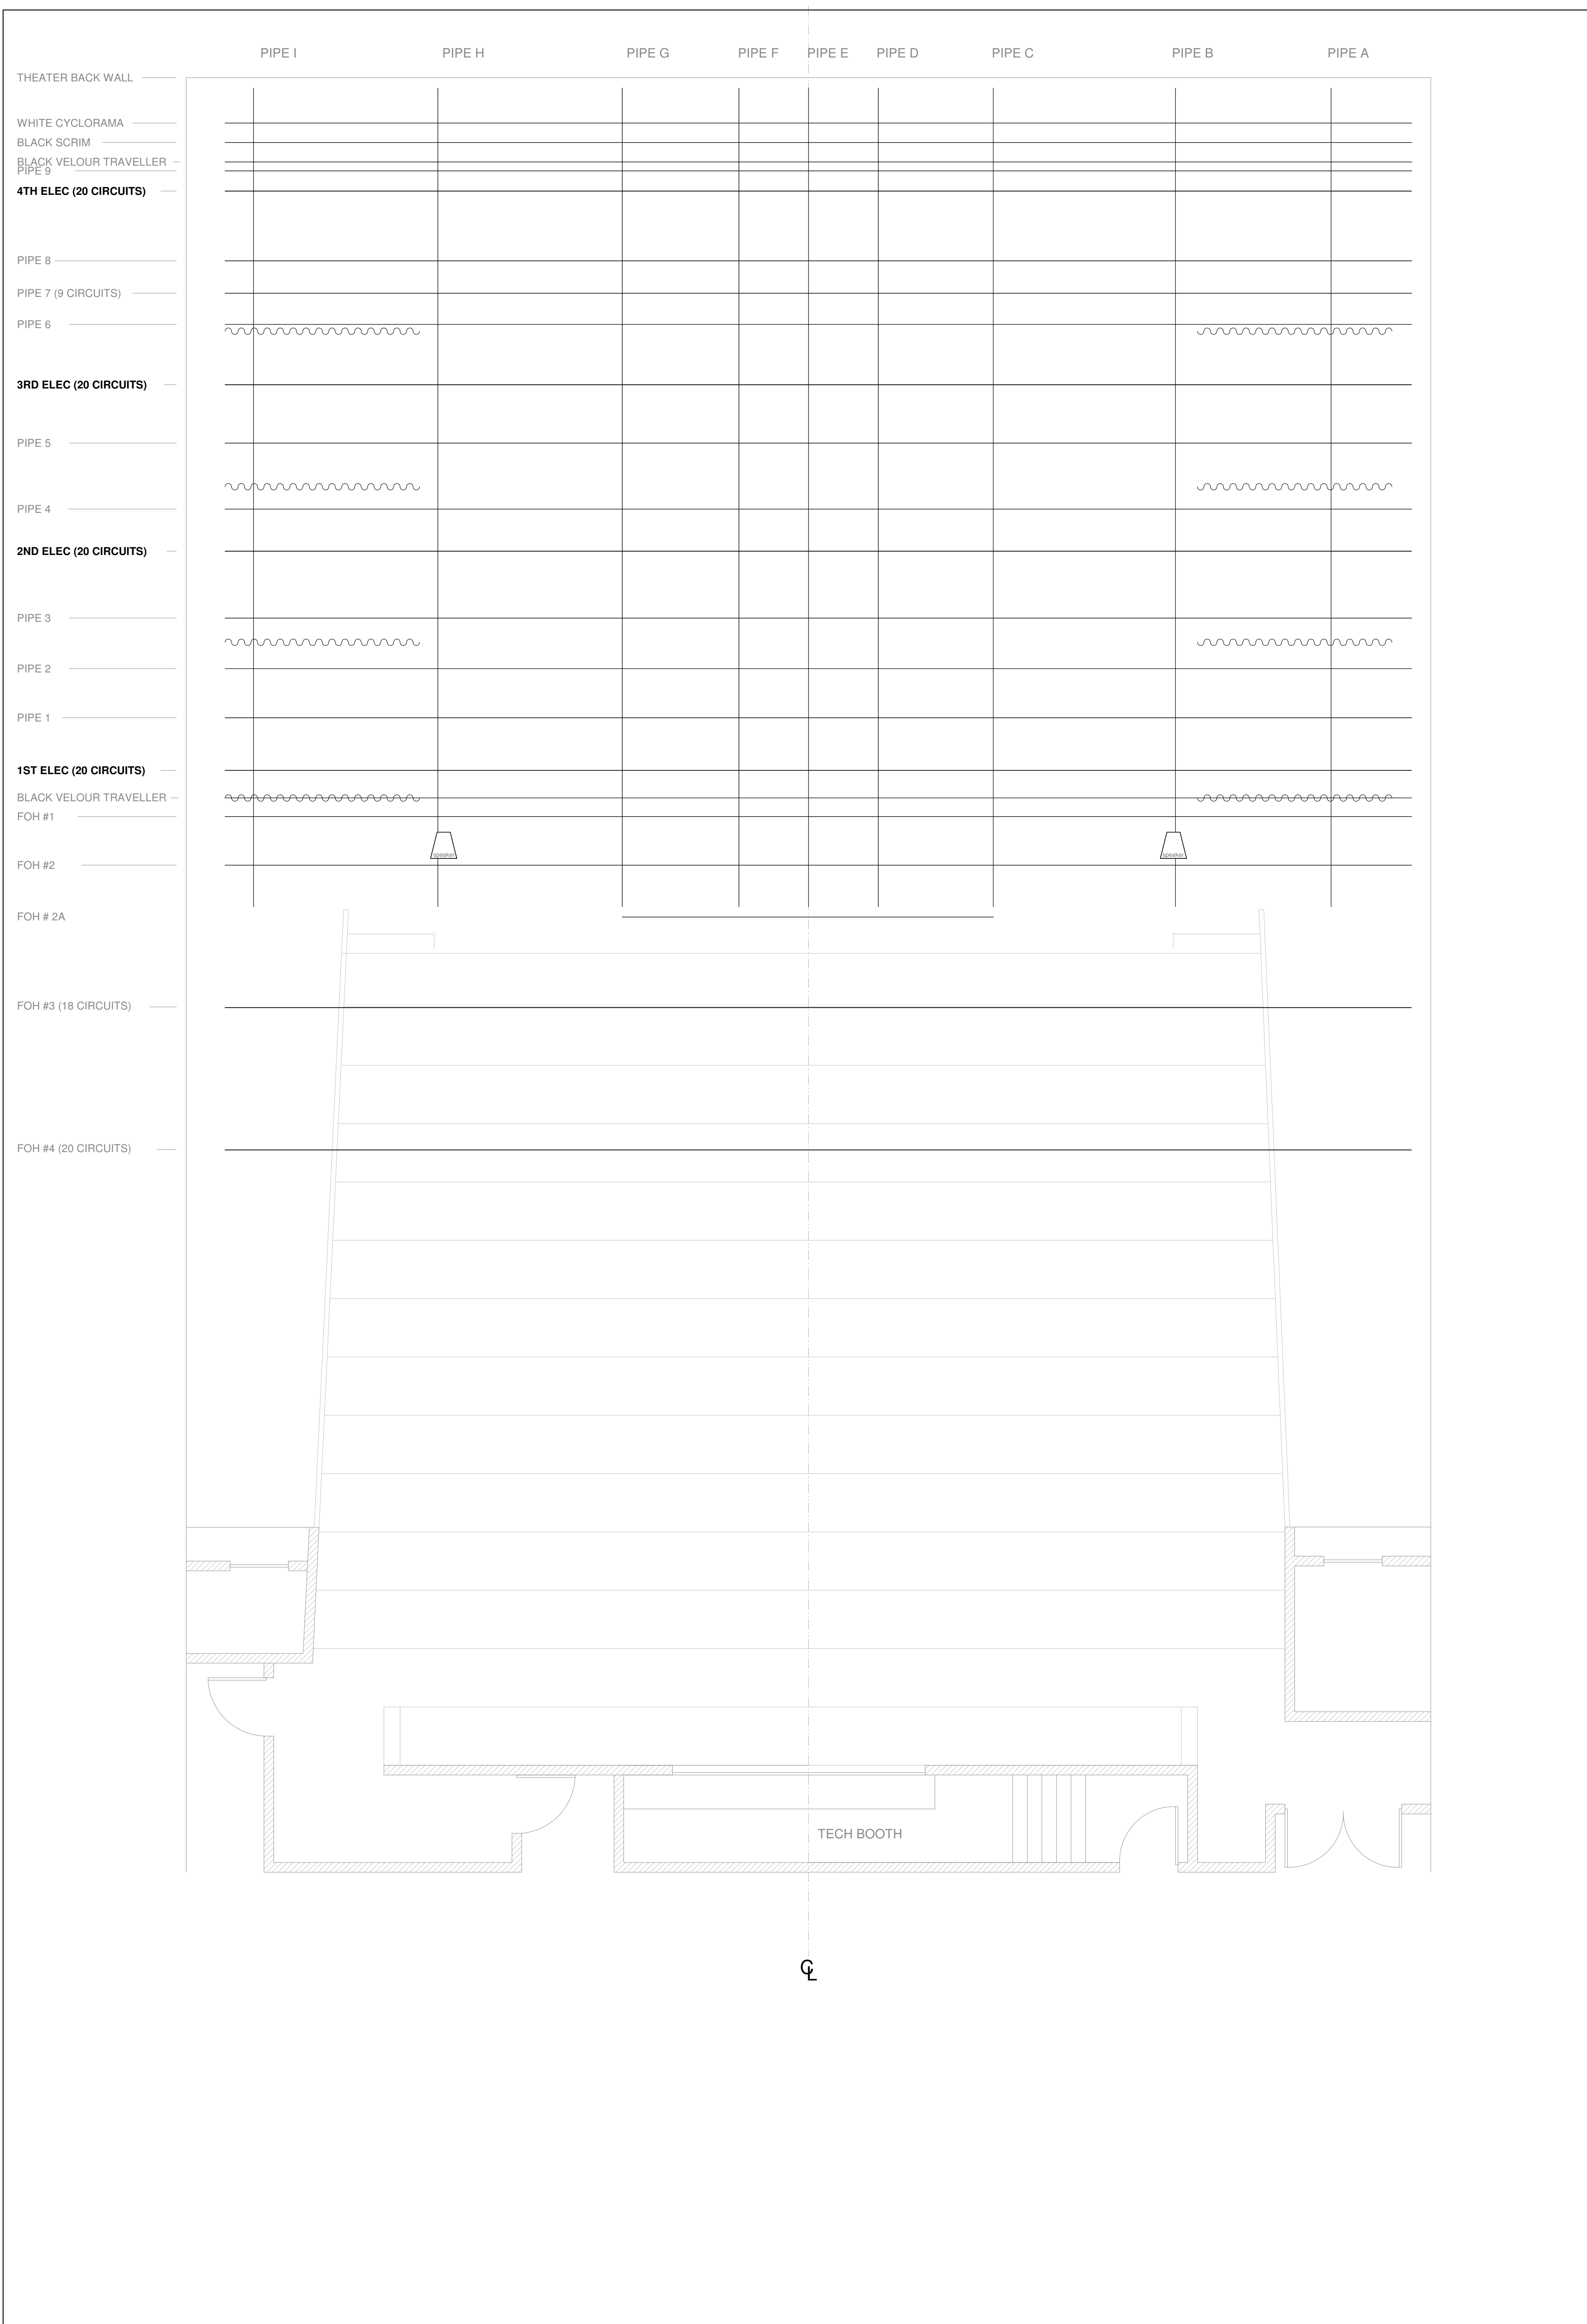 PIPE I
PIPE H
PIPE G
PIPE F
PIPE E
PIPE D
PIPE C
PIPE B
PIPE A
THEATER BACK WALL
WHITE CYCLORAMA
BLACK SCRIM
BLACK VELOUR TRAVELLER
PIPE 9
4TH ELEC (20 CIRCUITS)
PIPE 8
PIPE 7 (9 CIRCUITS)
PIPE 6
3RD ELEC (20 CIRCUITS)
PIPE 5
PIPE 4
2ND ELEC (20 CIRCUITS)
PIPE 3
PIPE 2
PIPE 1
1ST ELEC (20 CIRCUITS)
BLACK VELOUR TRAVELLER
FOH #1
speaker
speaker
FOH #2
FOH # 2A
FOH #3 (18 CIRCUITS)
FOH #4 (20 CIRCUITS)
TECH BOOTH
CL